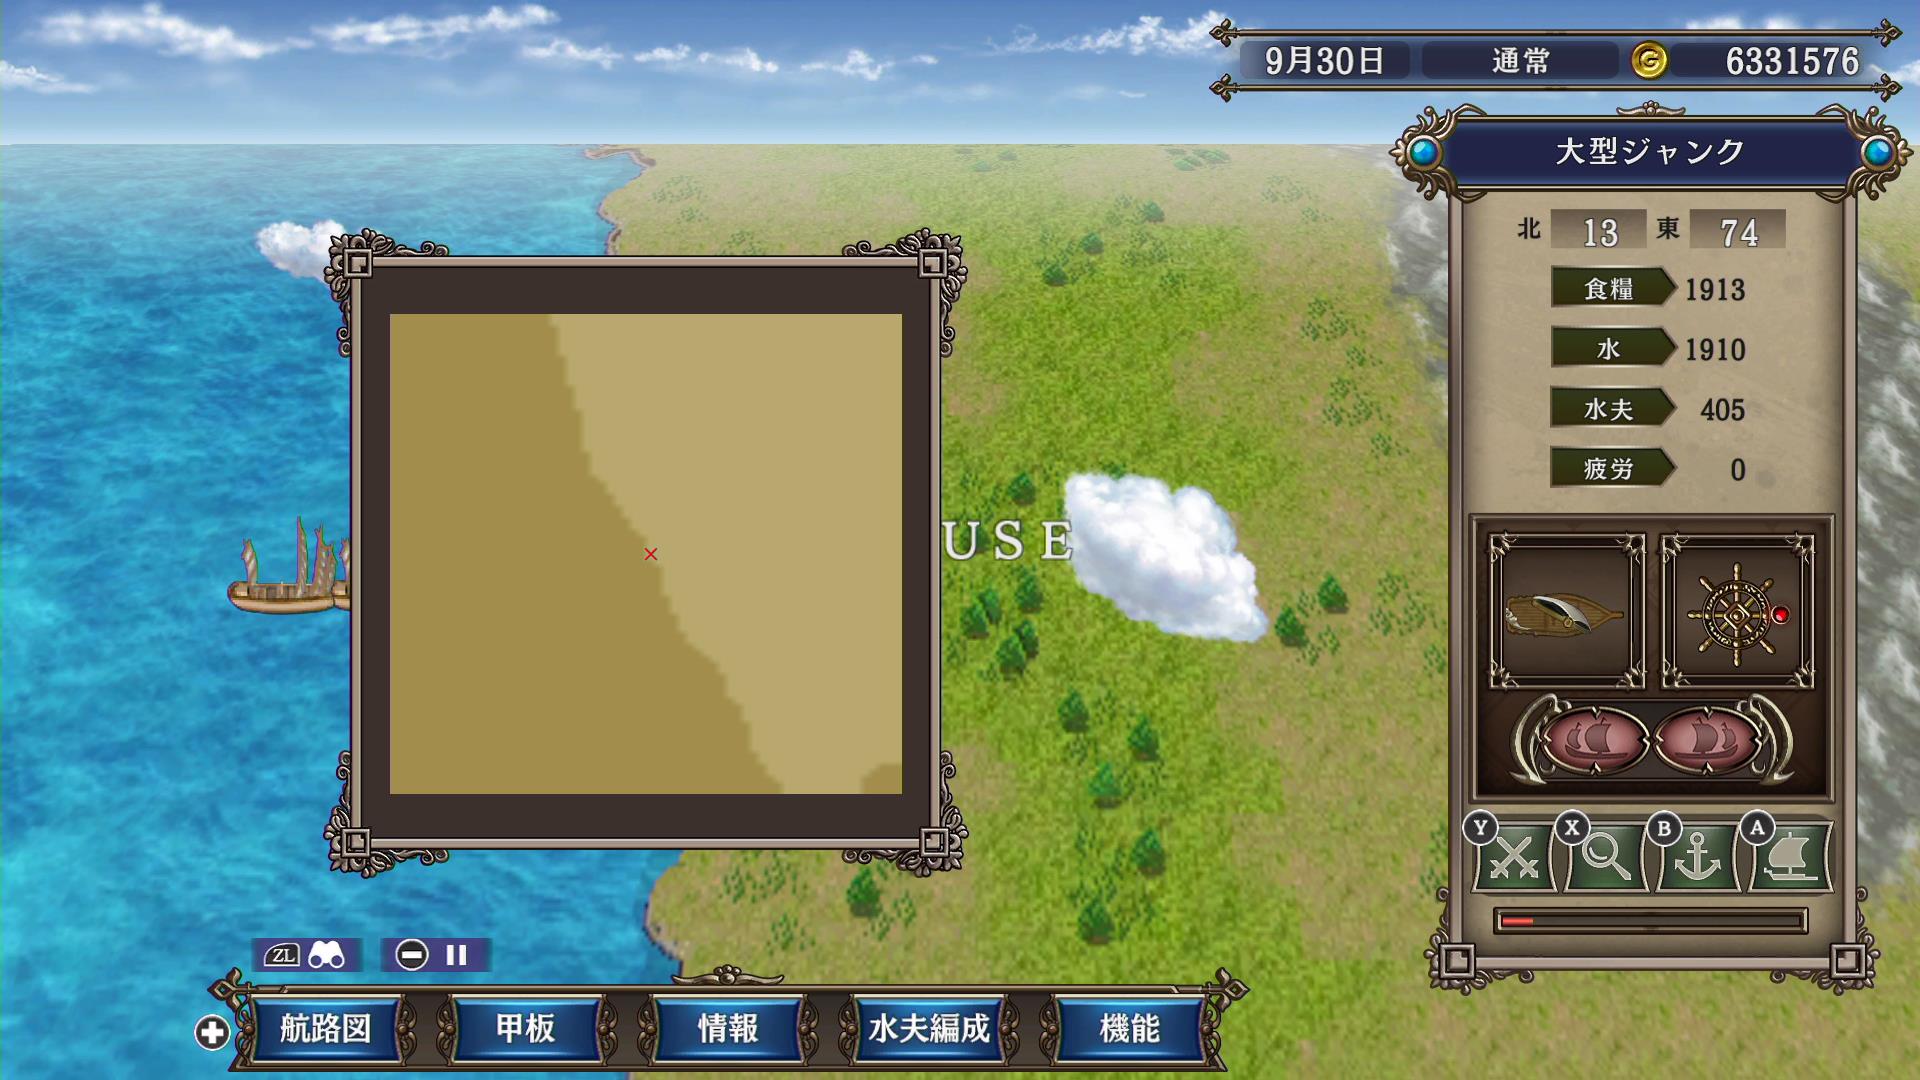 9月30日 通常 6331576
大型ジャンク
北 13 東 74
食糧 1913
水 1910
水夫 405
疲労 0
USE
Y X B A
ZL
航路図 甲板 情報 水夫編成 機能